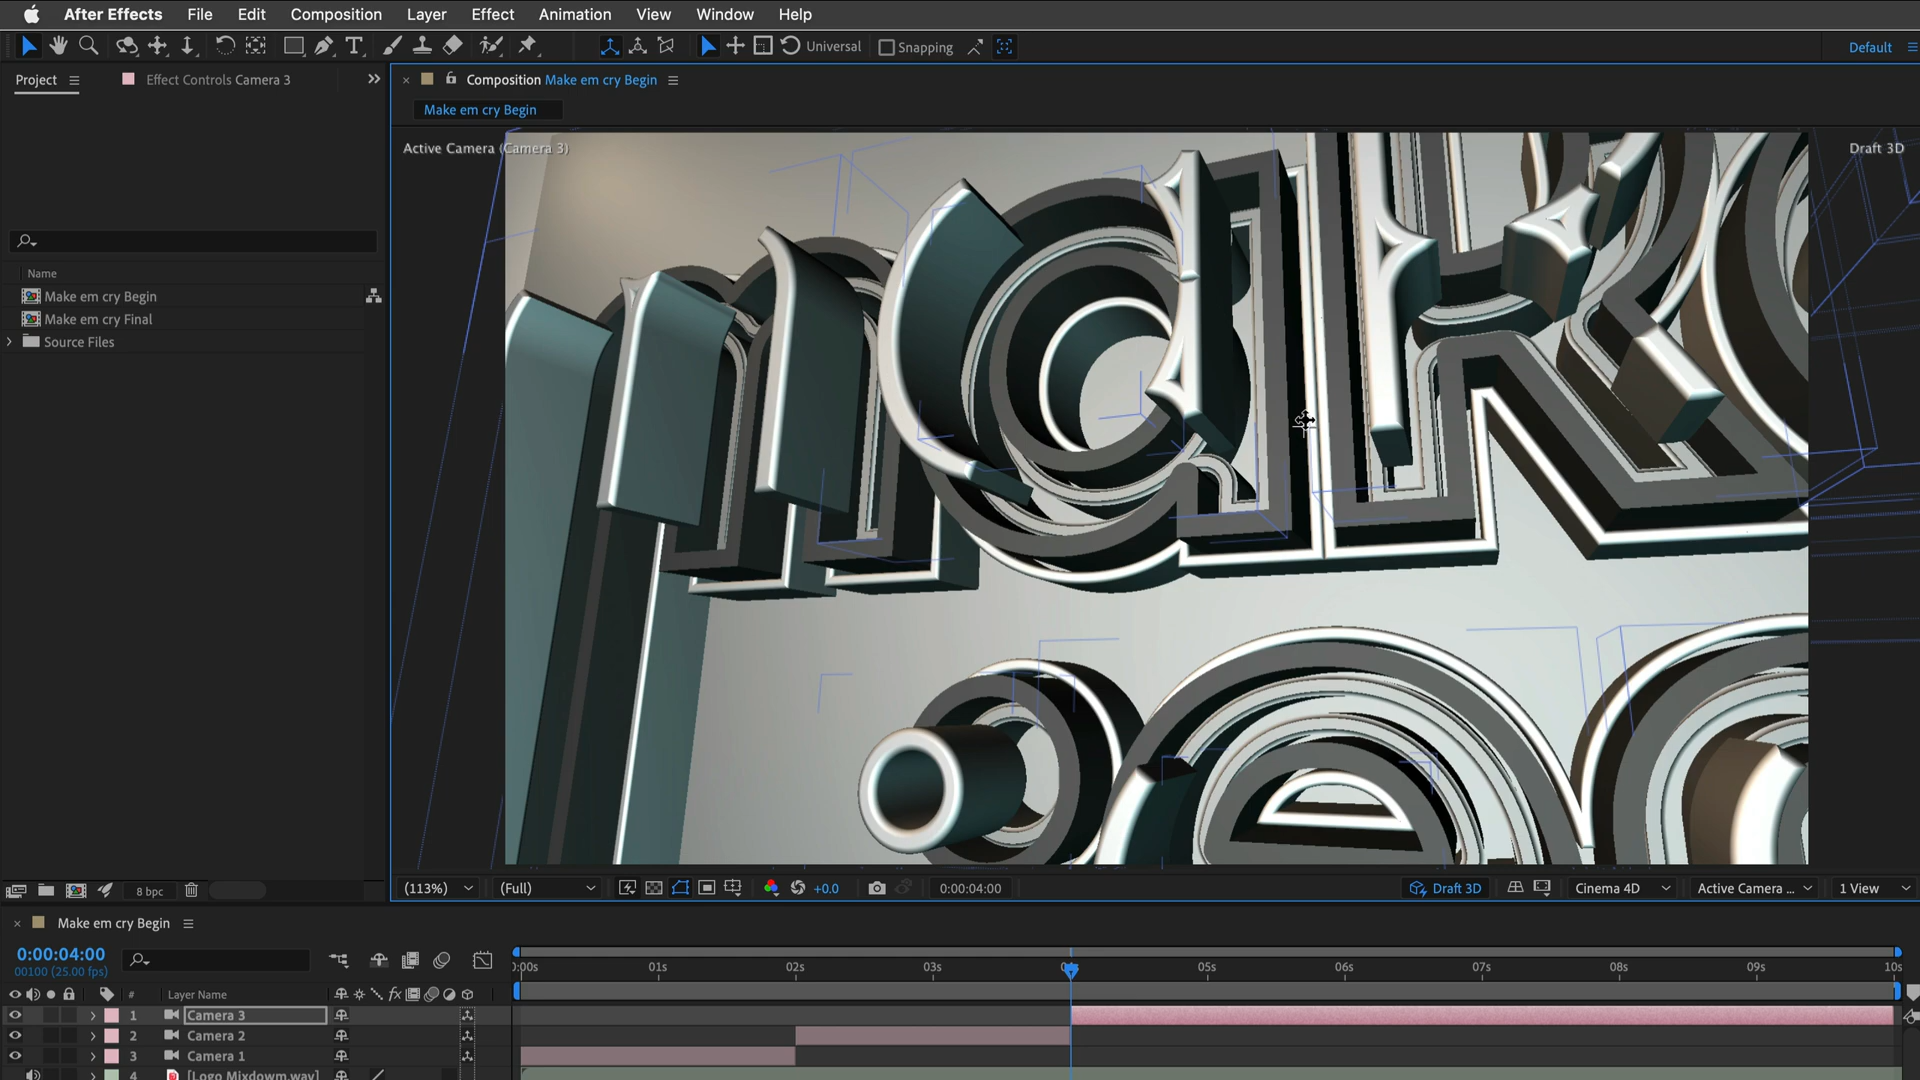 After Effects File Edit Composition Layer Effect Animation View Window Help
Universal Snapping Default
Project Effect Controls Camera 3 Composition Make em cry Begin
Make em cry Begin
Active Camera (Camera 3) Draft 3D
Name
Make em cry Begin
Make em cry Final
Source Files
make
8 bpc (113%) (Full) +0.0 0:00:04:00 Draft 3D Cinema 4D Active Camera ... 1 View
Make em cry Begin
0:00:04:00
00100 (25.00 fps)
0:00s 01s 02s 03s 05s 06s 07s 08s 09s 10s
# Layer Name fx
1 Camera 3
2 Camera 2
3 Camera 1
4 [Logo Mixdowm.wav]